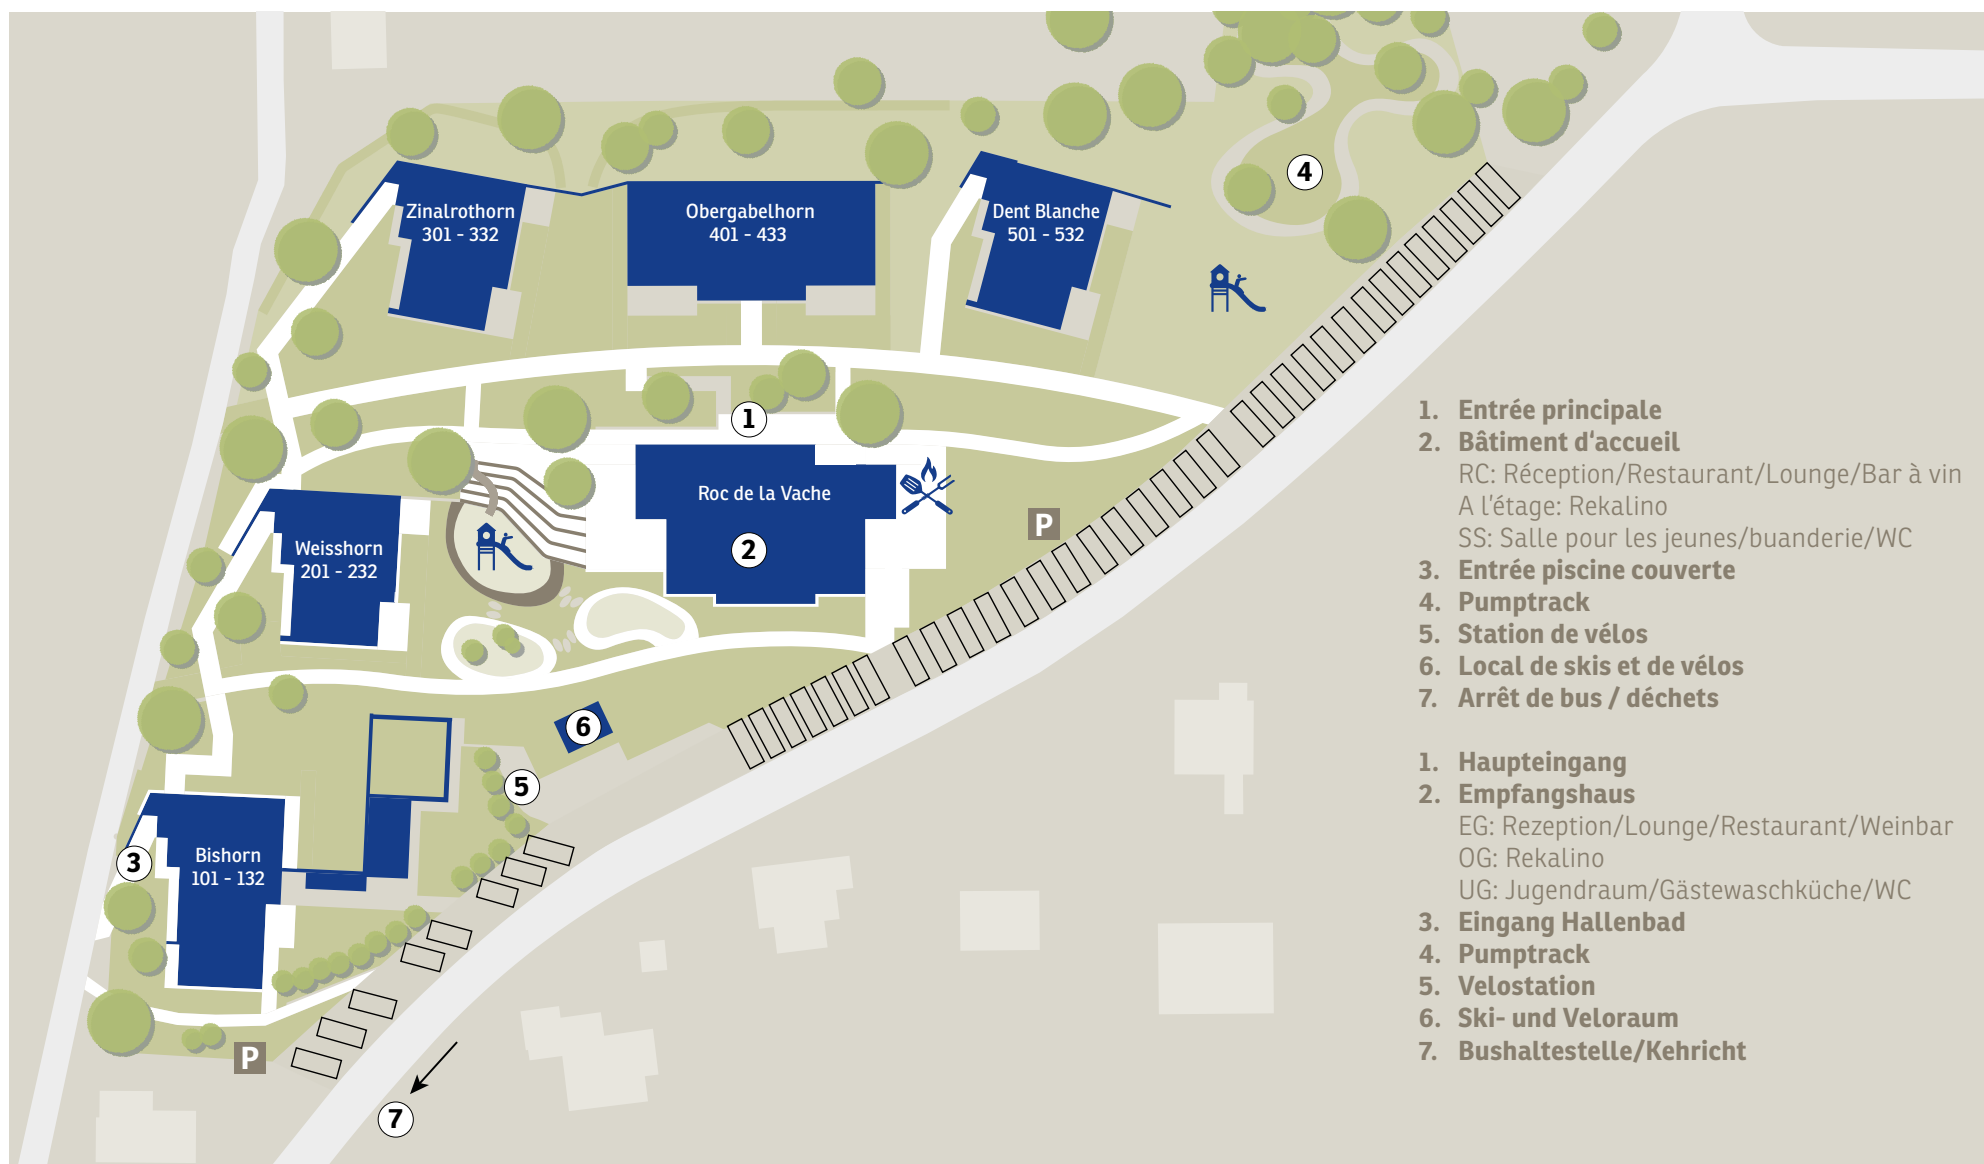 Zinalrothorn
301 - 332
Obergabelhorn
401 - 433
Dent Blanche
501 - 532
4
1
Roc de la Vache
2
P
Weisshorn
201 - 232
6
5
3
Bishorn
101 - 132
P
7
1. Entrée principale
2. Bâtiment d'accueil
RC: Réception/Restaurant/Lounge/Bar à vin
A l'étage: Rekalino
SS: Salle pour les jeunes/buanderie/WC
3. Entrée piscine couverte
4. Pumptrack
5. Station de vélos
6. Local de skis et de vélos
7. Arrêt de bus / déchets
1. Haupteingang
2. Empfangshaus
EG: Rezeption/Lounge/Restaurant/Weinbar
OG: Rekalino
UG: Jugendraum/Gästewaschküche/WC
3. Eingang Hallenbad
4. Pumptrack
5. Velostation
6. Ski- und Veloraum
7. Bushaltestelle/Kehricht